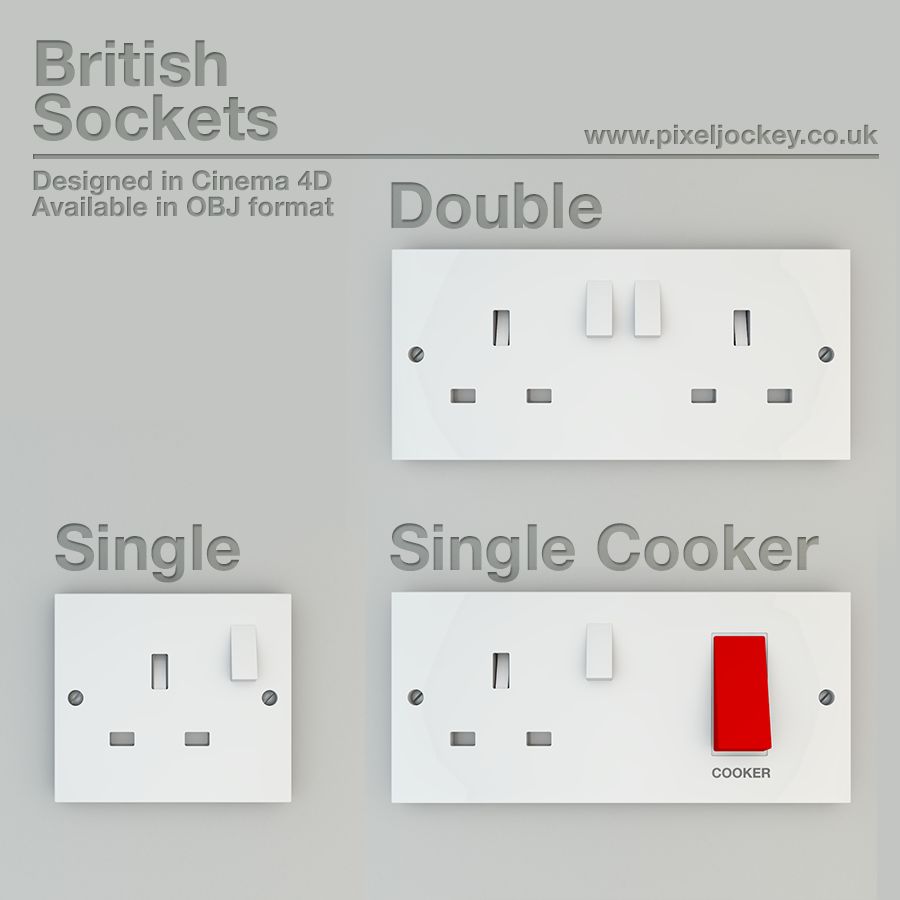 British
Sockets
www.pixeljockey.co.uk
Designed in Cinema 4D
Available in OBJ format
Double
Single
Single Cooker
COOKER